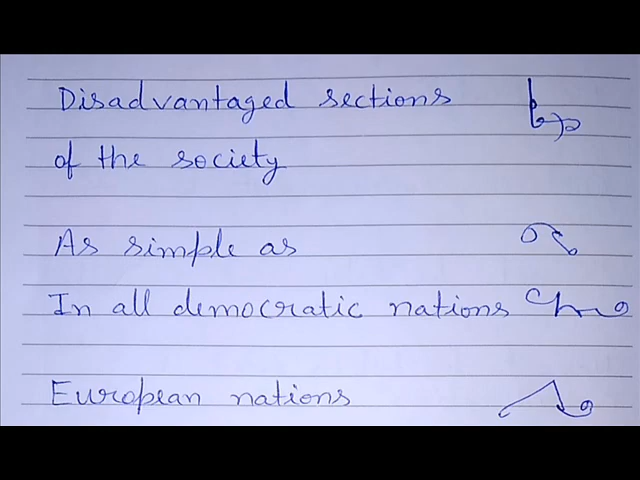 Disadvantaged sections
of the society
As simple as
In all democratic nations
European nations